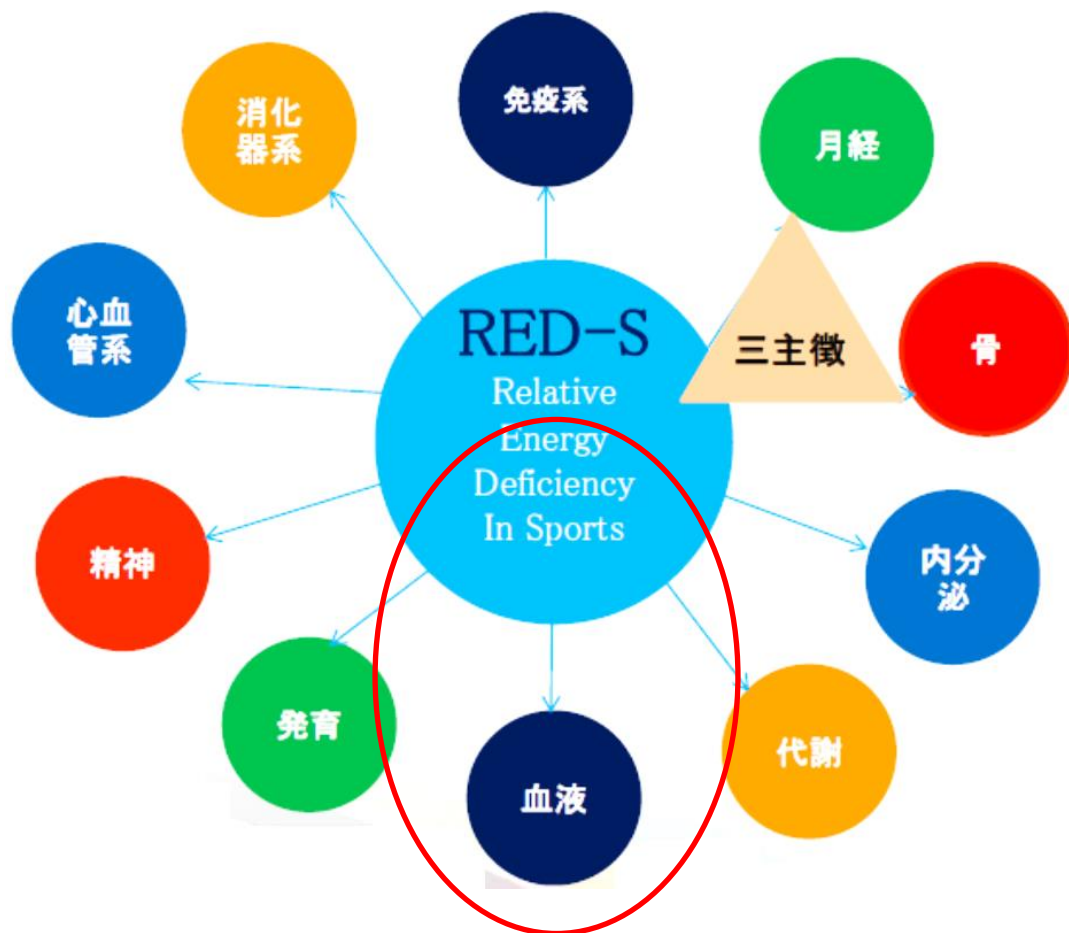 免疫系
消化
器系
月経
心血
管系
RED-S
Relative
Energy
Deficiency
In Sports
三主徴
骨
精神
内分
泌
発育
代謝
血液